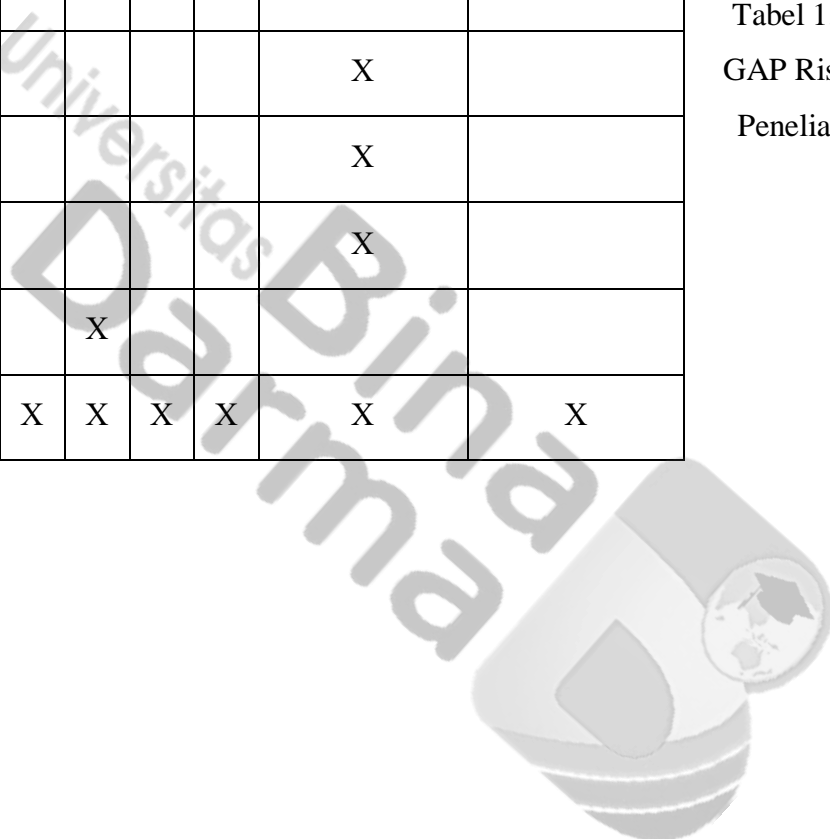 Tabel 1
GAP Ris
Penelia
X
X
X
X
X X X X X X
Universitas
Bina
Darma